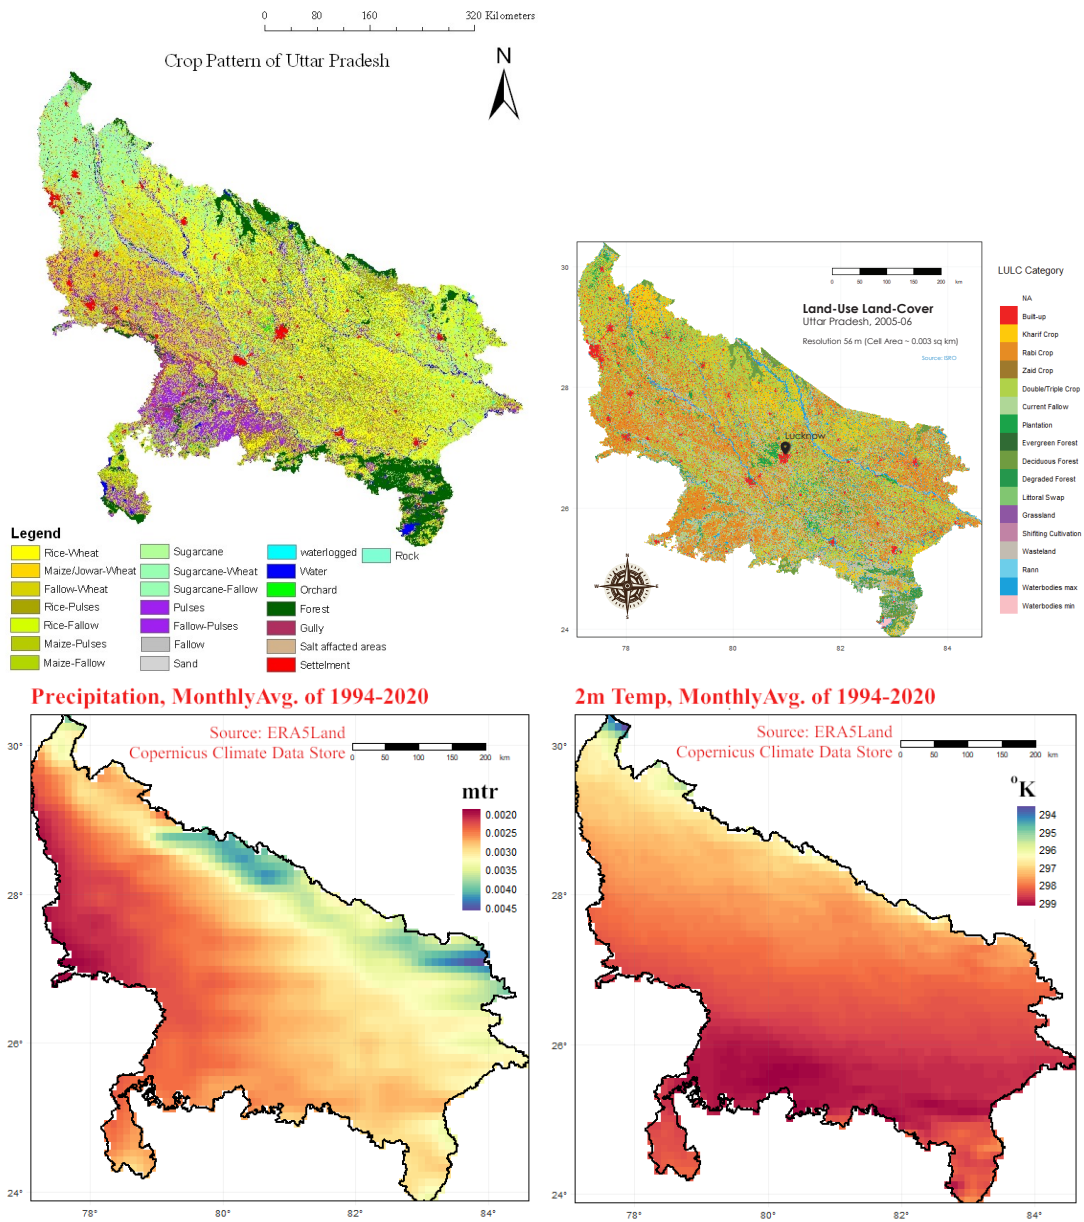 0 80 160 320 Kilometers
Crop Pattern of Uttar Pradesh
N
Legend
Rice-Wheat
Maize/Jowar-Wheat
Fallow-Wheat
Rice-Pulses
Rice-Fallow
Maize-Pulses
Maize-Fallow
Sugarcane
Sugarcane-Wheat
Sugarcane-Fallow
Pulses
Fallow-Pulses
Fallow
Sand
waterlogged
Water
Orchard
Forest
Gully
Salt affacted areas
Settelment
Rock
30
28
26
24
78
80
82
84
0 50 100 150 200 km
Land-Use Land-Cover
Uttar Pradesh, 2005-06
Resolution 56 m (Cell Area ~ 0.003 sq km)
Source: ISRO
Lucknow
N
W E
S
LULC Category
NA
Built-up
Kharif Crop
Rabi Crop
Zaid Crop
Double/Triple Crop
Current Fallow
Plantation
Evergreen Forest
Deciduous Forest
Degraded Forest
Littoral Swap
Grassland
Shifiting Cultivation
Wasteland
Rann
Waterbodies max
Waterbodies min
Precipitation, MonthlyAvg. of 1994-2020
Source: ERA5Land
Copernicus Climate Data Store
0 50 100 150 200 km
mtr
0.0020
0.0025
0.0030
0.0035
0.0040
0.0045
30°
28°
26°
24°
78°
80°
82°
84°
2m Temp, MonthlyAvg. of 1994-2020
Source: ERA5Land
Copernicus Climate Data Store
0 50 100 150 200 km
°K
294
295
296
297
298
299
30°
28°
26°
24°
78°
80°
82°
84°